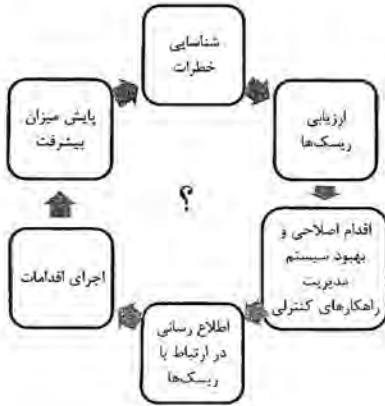 شناسایی
خطرات
ارزیابی
ریسک‌ها
اقدام اصلاحی و
بهبود سیستم
مدیریت
راهکارهای کنترلی
اطلاع رسانی
در ارتباط با
ریسک‌ها
اجرای اقدامات
پایش میزان
پیشرفت
؟